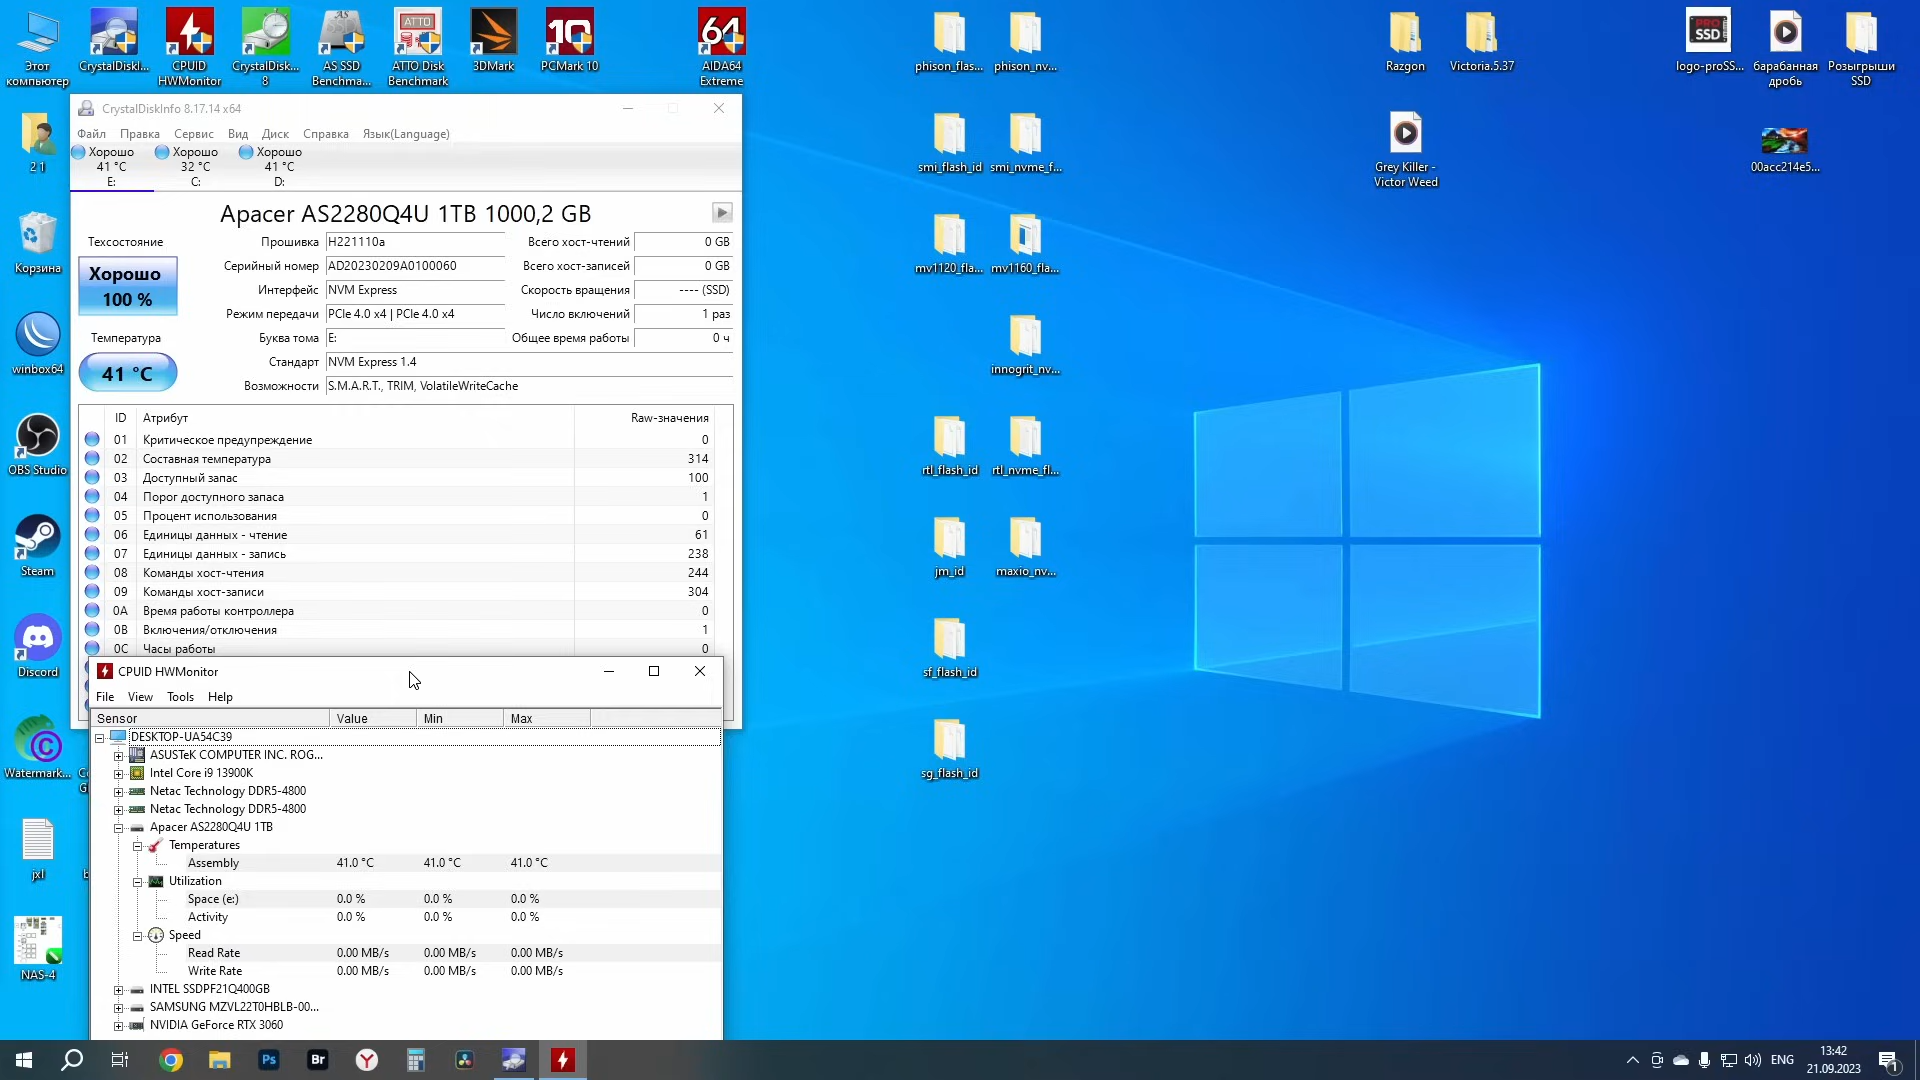 Этот
компьютер
CrystalDiskI...
CPUID
HWMonitor
CrystalDisk...
8
AS SSD
Benchma...
ATTO Disk
Benchmark
3DMark
PCMark 10
AIDA64
Extreme
phison_flas...
phison_nv...
Razgon
Victoria.5.37
logo-proSS...
барабанная
дробь
Розыгрыши
SSD
2 1
Корзина
winbox64
OBS Studio
Steam
Discord
Watermark...
jxl
NAS-4
smi_flash_id
smi_nvme_f...
Grey Killer -
Victor Weed
00acc214e5...
mv1120_fla...
mv1160_fla...
innogrit_nv...
rtl_flash_id
rtl_nvme_fl...
jm_id
maxio_nv...
sf_flash_id
sg_flash_id
CrystalDiskInfo 8.17.14 x64
Файл Правка Сервис Вид Диск Справка Язык(Language)
Хорошо Хорошо Хорошо
41 °C 32 °C 41 °C
E: C: D:
Apacer AS2280Q4U 1TB 1000,2 GB
Техсостояние
Хорошо
100 %
Температура
41 °C
Прошивка H221110a Всего хост-чтений 0 GB
Серийный номер AD20230209A0100060 Всего хост-записей 0 GB
Интерфейс NVM Express Скорость вращения ---- (SSD)
Режим передачи PCIe 4.0 x4 | PCIe 4.0 x4 Число включений 1 раз
Буква тома E: Общее время работы 0 ч
Стандарт NVM Express 1.4
Возможности S.M.A.R.T., TRIM, VolatileWriteCache
ID Атрибут Raw-значения
01 Критическое предупреждение 0
02 Составная температура 314
03 Доступный запас 100
04 Порог доступного запаса 1
05 Процент использования 0
06 Единицы данных - чтение 61
07 Единицы данных - запись 238
08 Команды хост-чтения 244
09 Команды хост-записи 304
0A Время работы контроллера 0
0B Включения/отключения 1
0C Часы работы 0
CPUID HWMonitor
File View Tools Help
Sensor Value Min Max
DESKTOP-UA54C39
ASUSTeK COMPUTER INC. ROG...
Intel Core i9 13900K
Netac Technology DDR5-4800
Netac Technology DDR5-4800
Apacer AS2280Q4U 1TB
Temperatures
Assembly 41.0 °C 41.0 °C 41.0 °C
Utilization
Space (e:) 0.0 % 0.0 % 0.0 %
Activity 0.0 % 0.0 % 0.0 %
Speed
Read Rate 0.00 MB/s 0.00 MB/s 0.00 MB/s
Write Rate 0.00 MB/s 0.00 MB/s 0.00 MB/s
INTEL SSDPF21Q400GB
SAMSUNG MZVL22T0HBLB-00...
NVIDIA GeForce RTX 3060
Ps
Br
ENG
13:42
21.09.2023
1